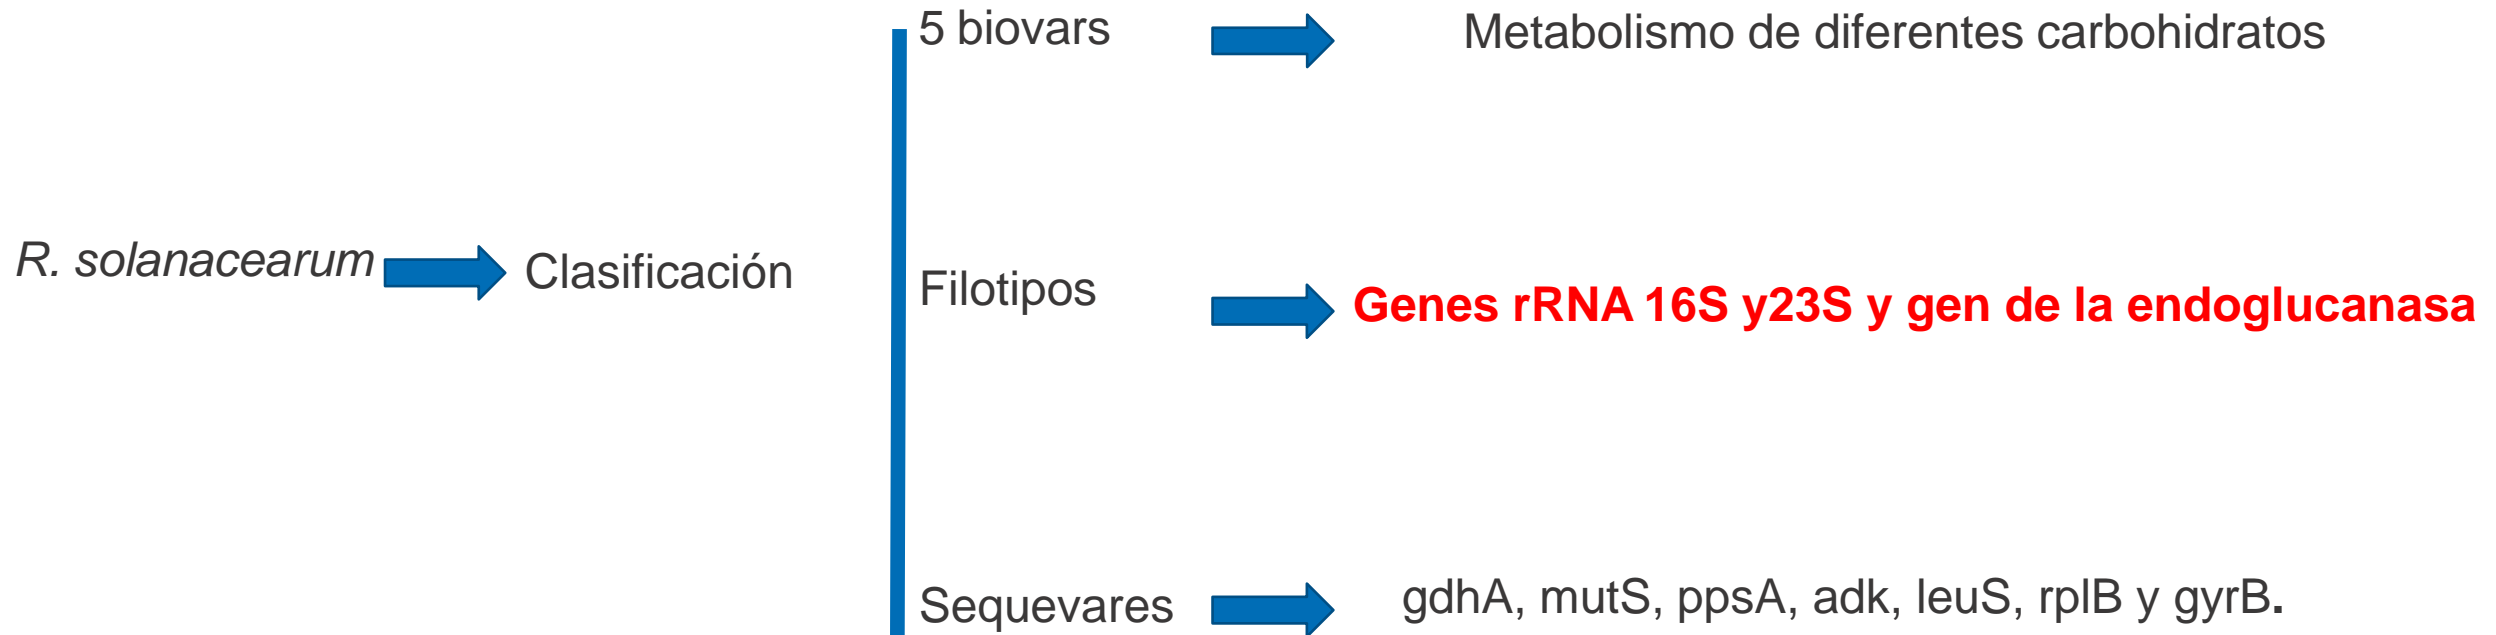 5 biovars
Metabolismo de diferentes carbohidratos
R. solanacearum
Clasificación
Filotipos
Genes rRNA 16S y23S y gen de la endoglucanasa
Sequevares
gdhA, mutS, ppsA, adk, leuS, rplB y gyrB.